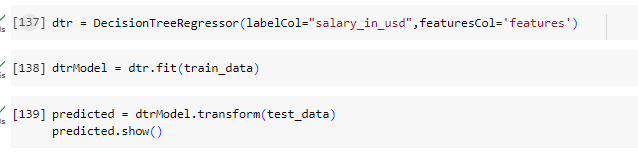 [137] dtr = DecisionTreeRegressor(labelCol="salary_in_usd",featuresCol='features')
[138] dtrModel = dtr.fit(train_data)
[139] predicted = dtrModel.transform(test_data)
predicted.show()